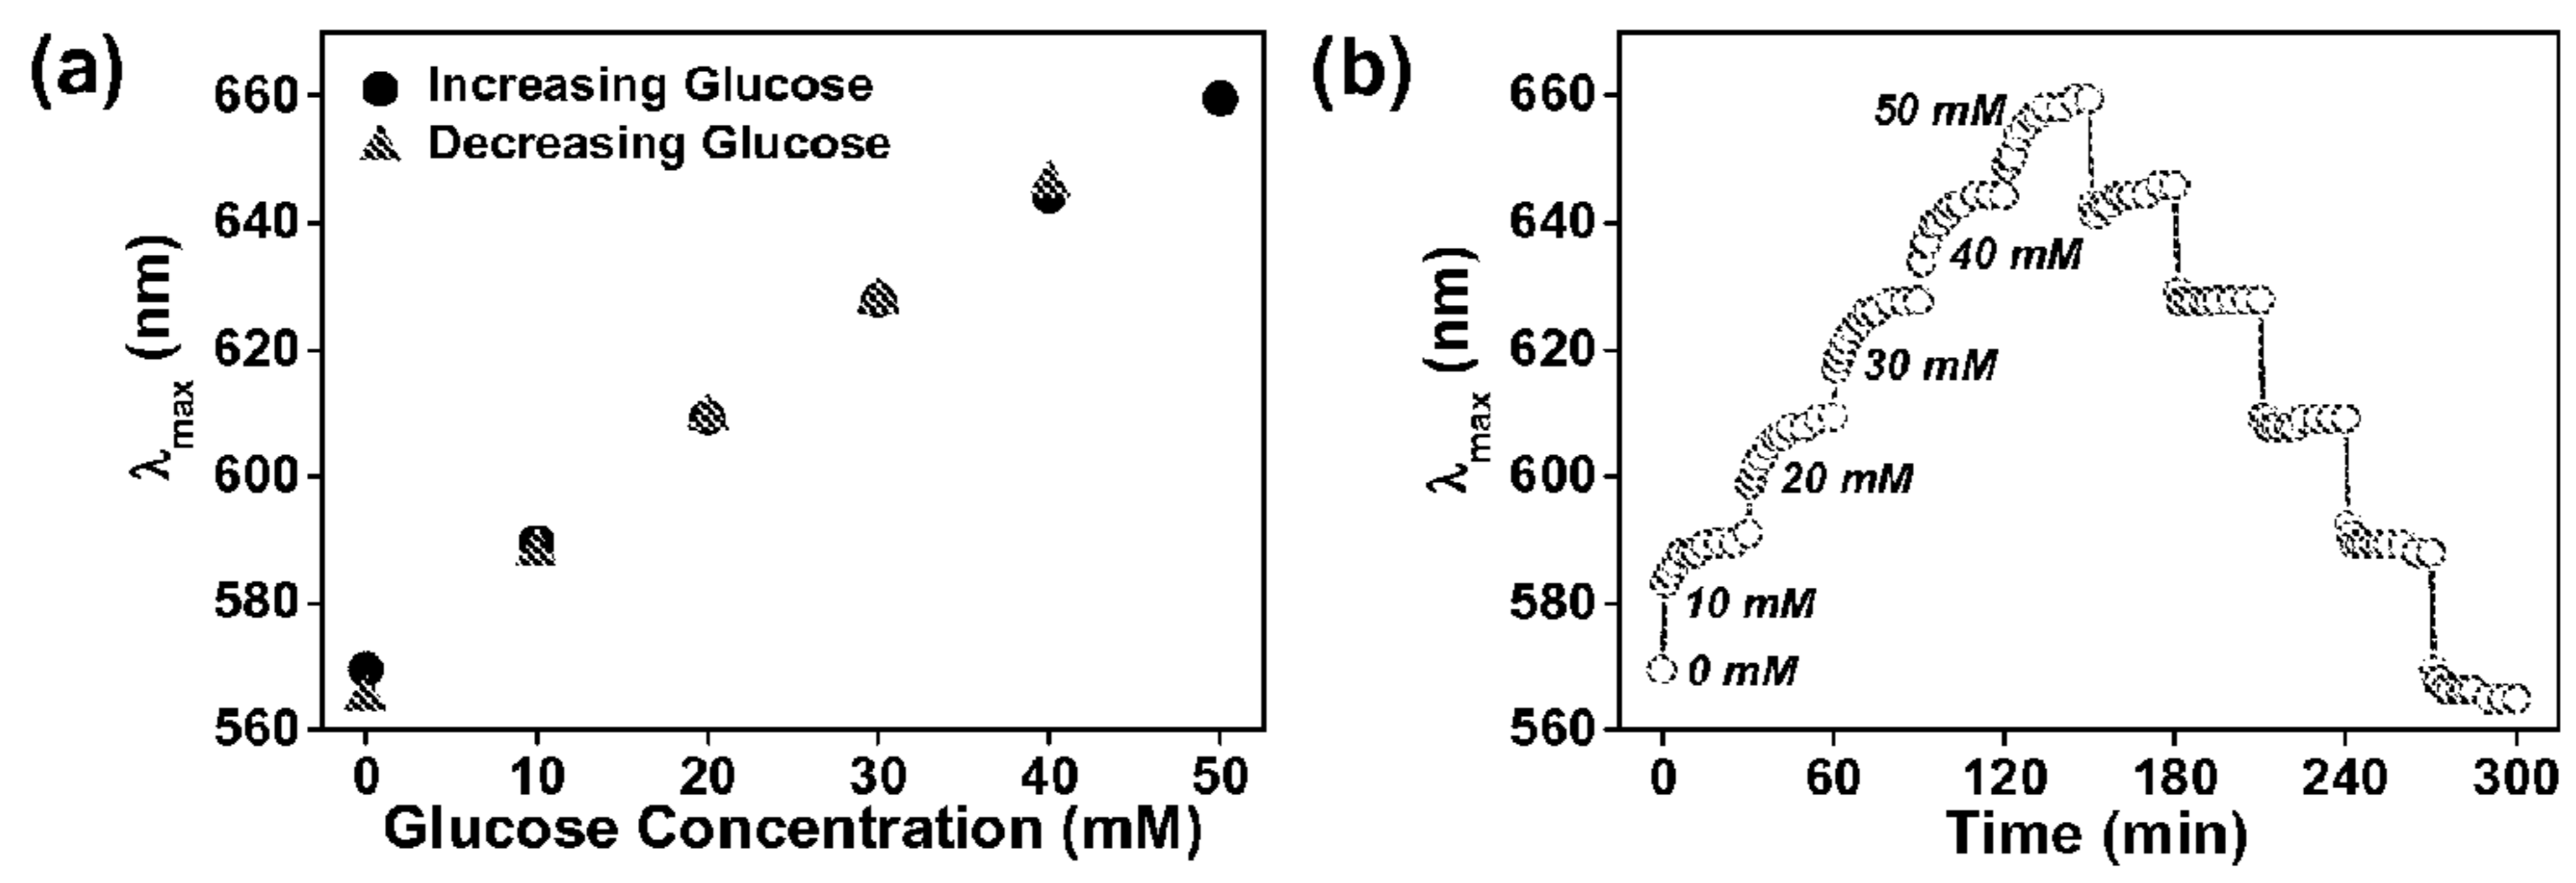 (a)
Increasing Glucose
Decreasing Glucose
660
640
620
600
580
560
λmax (nm)
0 10 20 30 40 50
Glucose Concentration (mM)
(b)
660
640
620
600
580
560
λmax (nm)
50 mM
40 mM
30 mM
20 mM
10 mM
0 mM
0 60 120 180 240 300
Time (min)